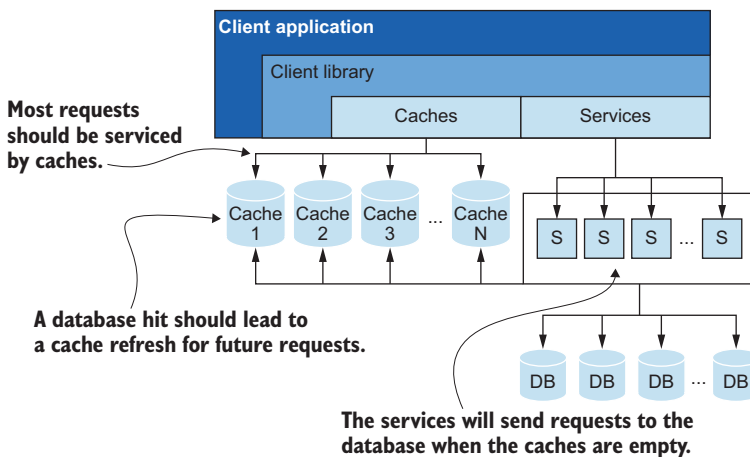 Client application
Client library
Caches
Services
Most requests
should be serviced
by caches.
Cache
1
Cache
2
Cache
3
...
Cache
N
S
S
S
...
S
A database hit should lead to
a cache refresh for future requests.
DB
DB
DB
...
DB
The services will send requests to the
database when the caches are empty.